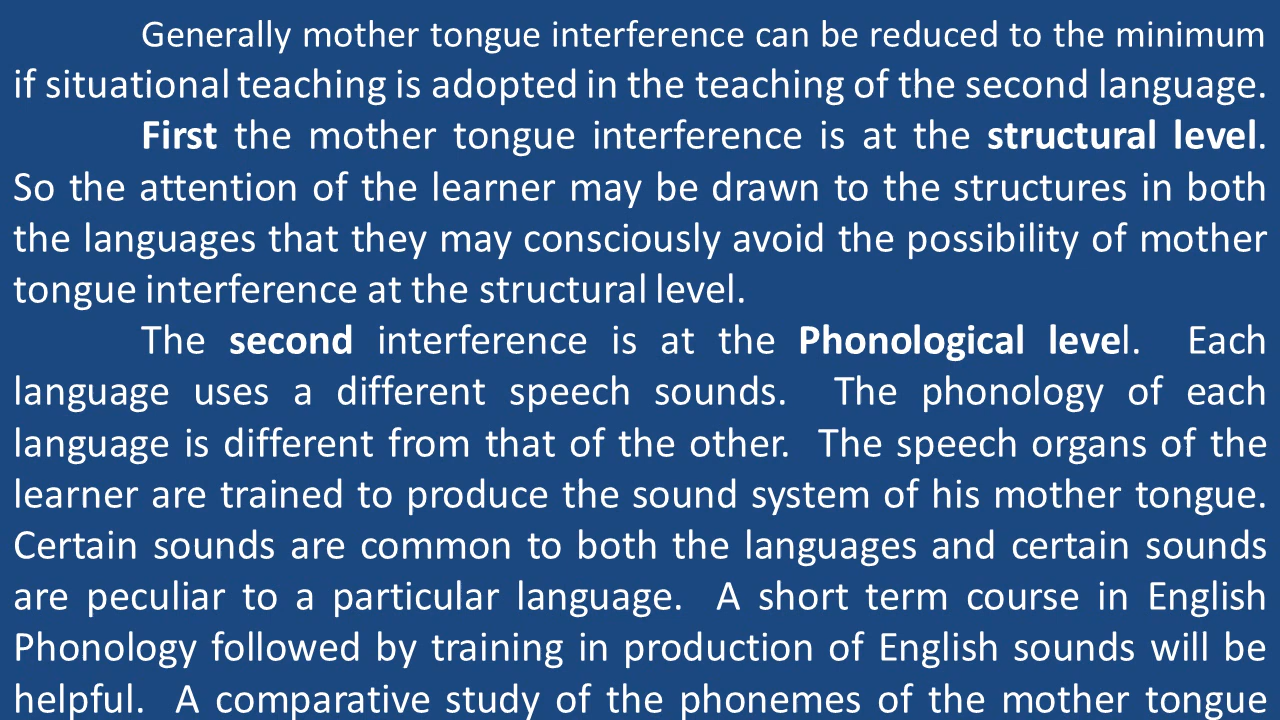 Generally mother tongue interference can be reduced to the minimum
if situational teaching is adopted in the teaching of the second language.
First the mother tongue interference is at the structural level.
So the attention of the learner may be drawn to the structures in both
the languages that they may consciously avoid the possibility of mother
tongue interference at the structural level.
The second interference is at the Phonological level. Each
language uses a different speech sounds. The phonology of each
language is different from that of the other. The speech organs of the
learner are trained to produce the sound system of his mother tongue.
Certain sounds are common to both the languages and certain sounds
are peculiar to a particular language. A short term course in English
Phonology followed by training in production of English sounds will be
helpful. A comparative study of the phonemes of the mother tongue